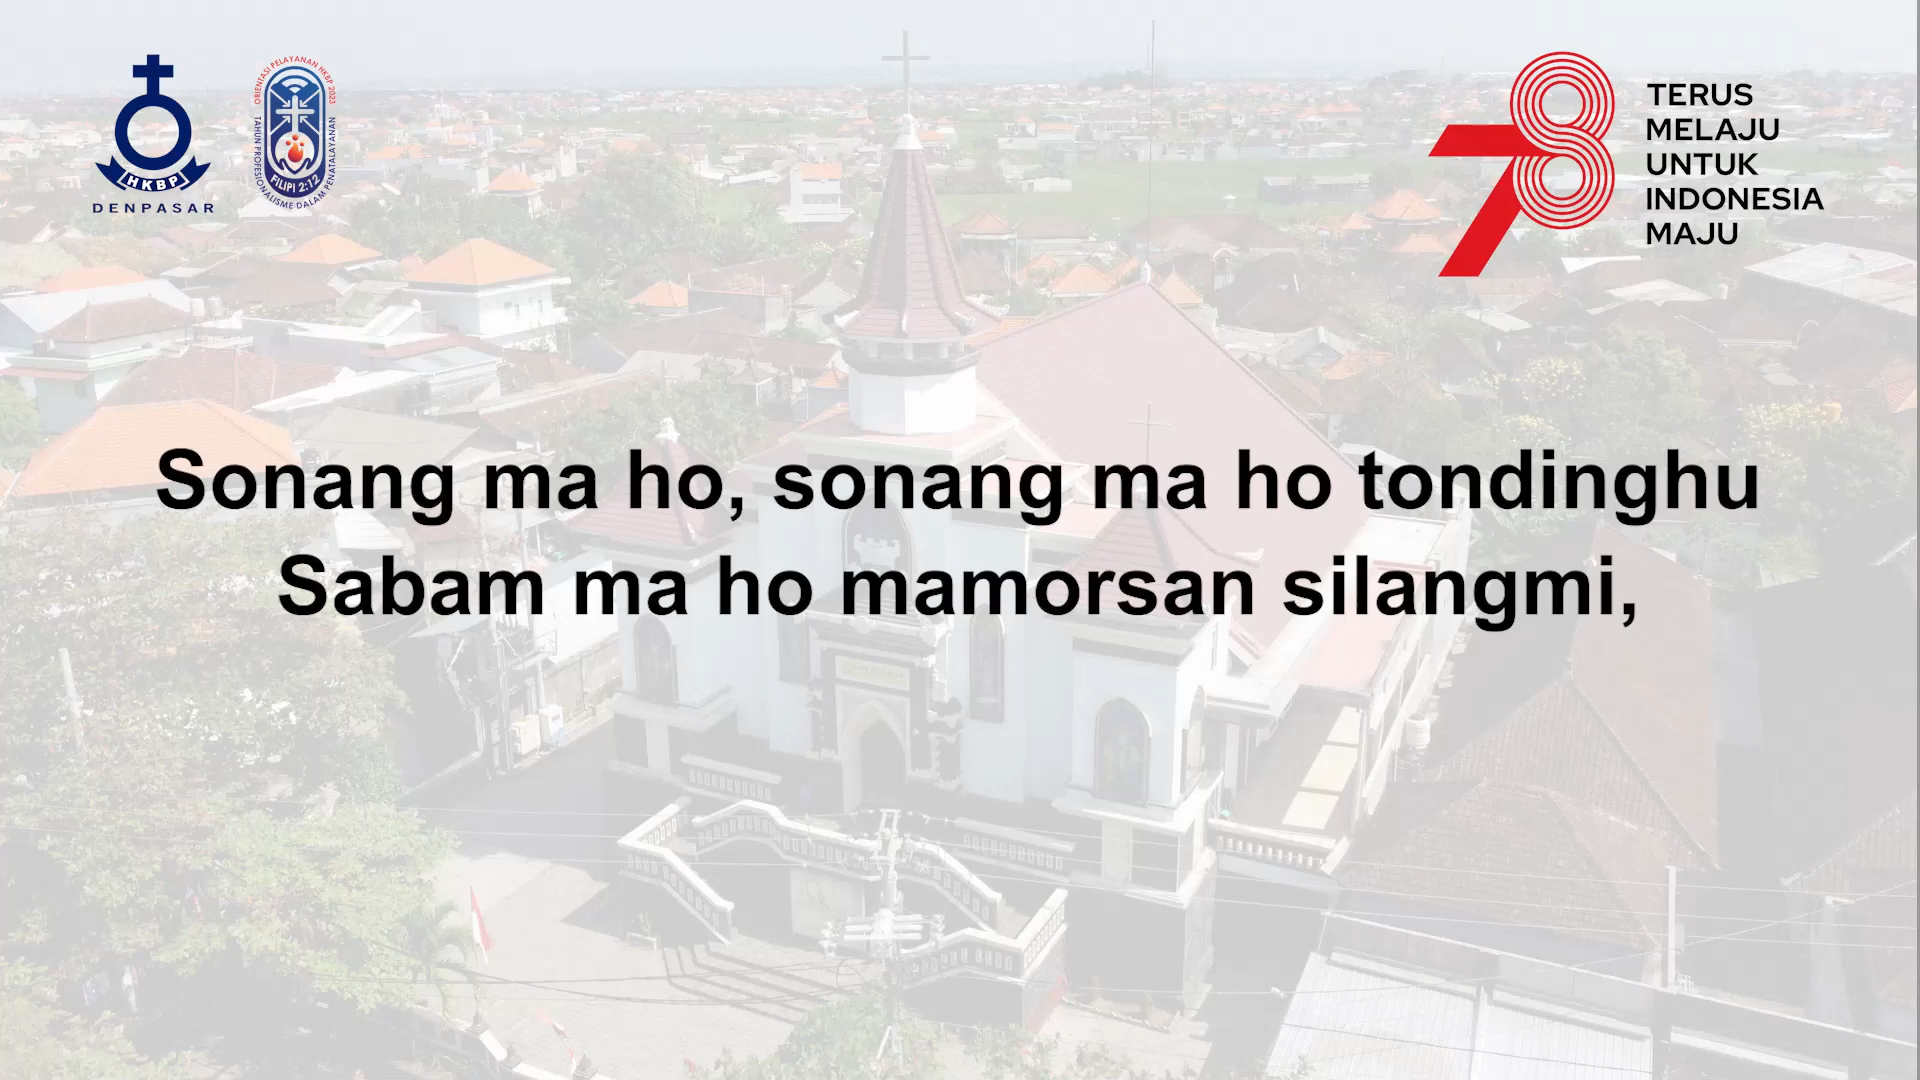 HKBP
DENPASAR
ORIENTASI PELAYANAN HKBP 2023
TAHUN PROFESIONALISME DALAM PENATALAYANAN
FILIPI 2:12
78
TERUS
MELAJU
UNTUK
INDONESIA
MAJU
Sonang ma ho, sonang ma ho tondinghu
Sabam ma ho mamorsan silangmi,